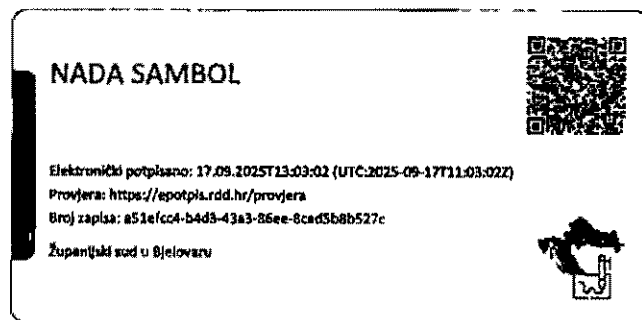 NADA SAMBOL
Elektronički potpisano: 17.09.2025T13:03:02 (UTC:2025-09-17T11:03:02Z)
Provjera: https://epotpis.rdd.hr/provjera
Broj zapisa: a51efcc4-b4d3-43a3-86ee-8cad5b8b527c
Županijski sud u Bjelovaru